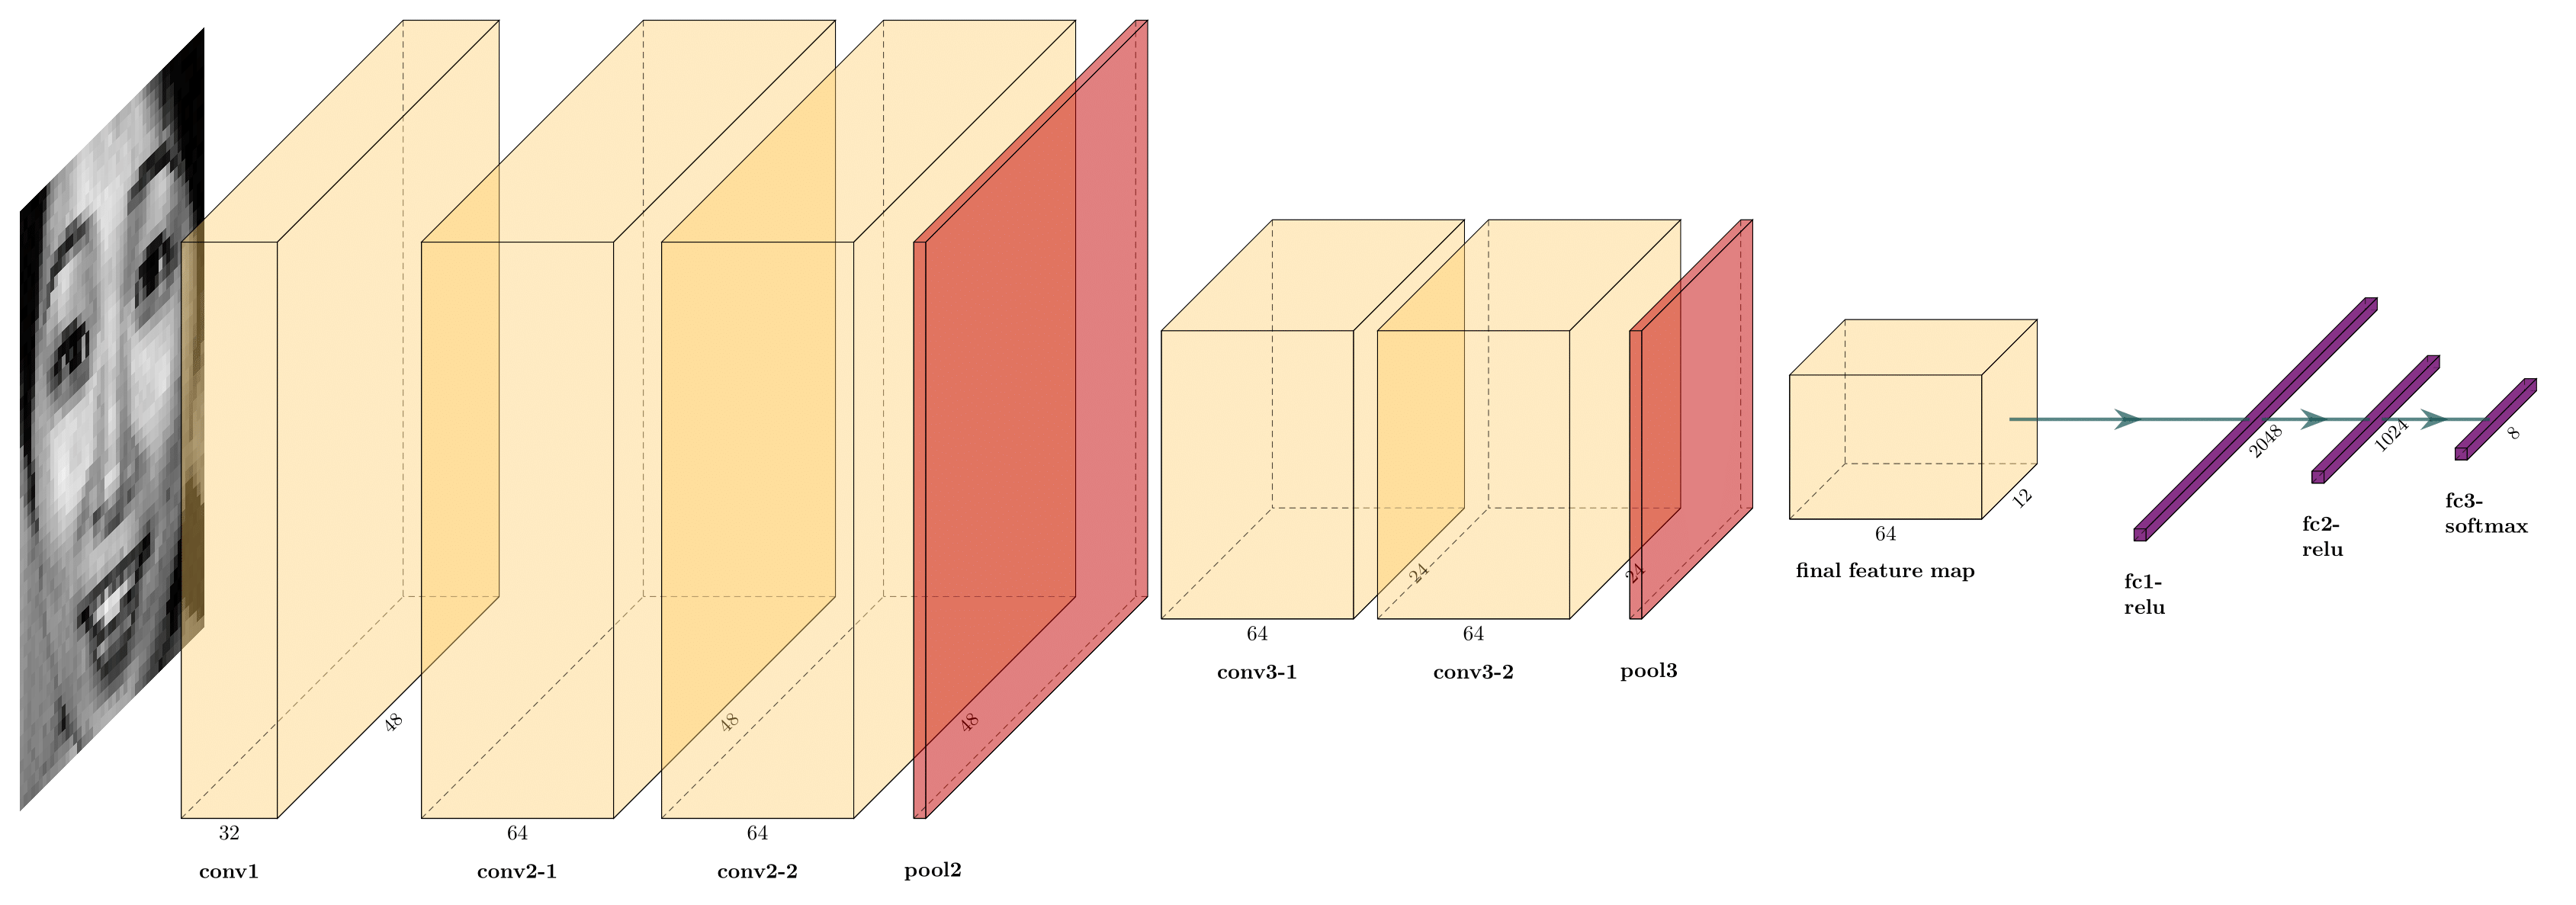 32
48
conv1
64
48
conv2-1
64
48
conv2-2
pool2
64
24
conv3-1
64
24
conv3-2
pool3
64
12
final feature map
2048
fc1-
relu
1024
fc2-
relu
8
fc3-
softmax